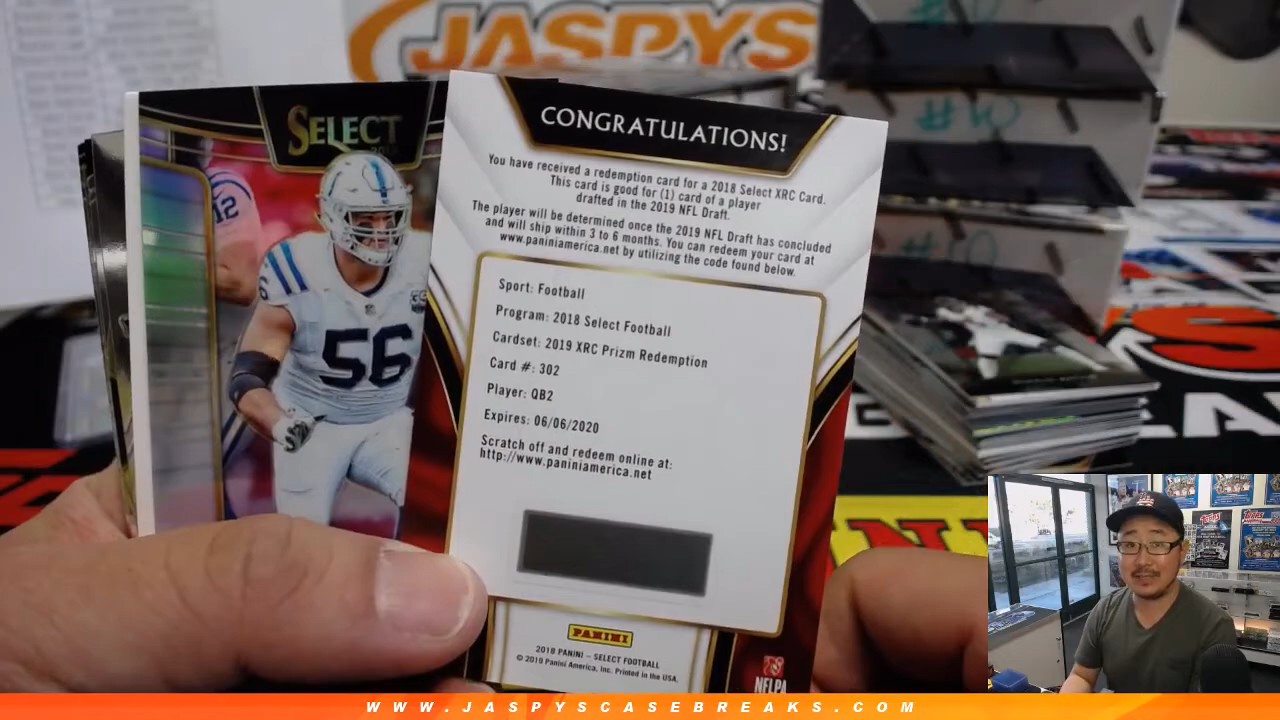 JASPYS
#10
#10
#10
SELECT
12
56
56
CONGRATULATIONS!
You have received a redemption card for a 2018 Select XRC Card.
This card is good for (1) card of a player
drafted in the 2019 NFL Draft.
The player will be determined once the 2019 NFL Draft has concluded
and will ship within 3 to 6 months. You can redeem your card at
www.paniniamerica.net by utilizing the code found below.
Sport: Football
Program: 2018 Select Football
Cardset: 2019 XRC Prizm Redemption
Card #: 302
Player: QB2
Expires: 06/06/2020
Scratch off and redeem online at:
http://www.paniniamerica.net
PANINI
2018 PANINI – SELECT FOOTBALL
© 2019 Panini America, Inc. Printed in the USA.
NFLPA
Topps
WWW.JASPYSCASEBREAKS.COM